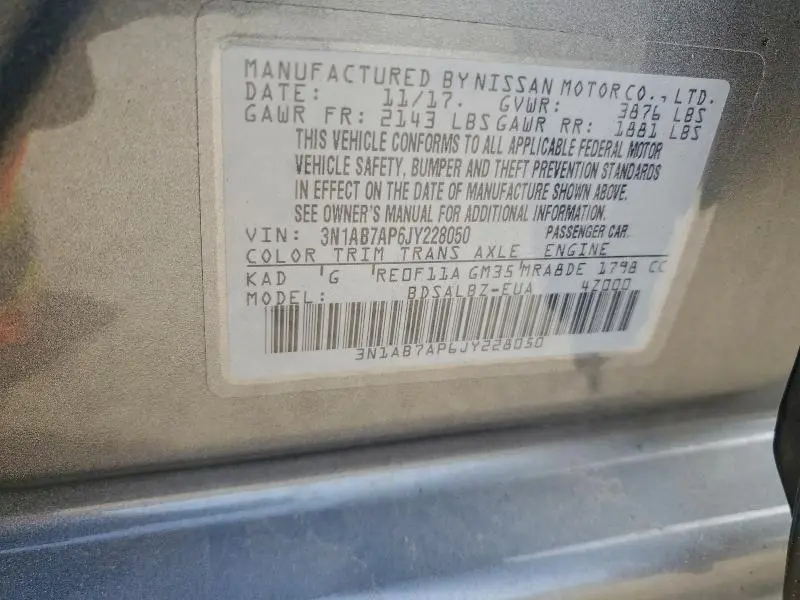 MANUFACTURED BY NISSAN MOTOR CO., LTD.
DATE: 11/17. GVWR: 3876 LBS
GAWR FR: 2143 LBS GAWR RR: 1881 LBS
THIS VEHICLE CONFORMS TO ALL APPLICABLE FEDERAL MOTOR
VEHICLE SAFETY, BUMPER AND THEFT PREVENTION STANDARDS
IN EFFECT ON THE DATE OF MANUFACTURE SHOWN ABOVE.
SEE OWNER'S MANUAL FOR ADDITIONAL INFORMATION.
VIN: 3N1AB7AP6JY228050 PASSENGER CAR.
COLOR TRIM TRANS AXLE ENGINE
KAD 'G 'RE0F11A GM35'MRA8DE 1798 CC
MODEL: BDSALBZ-EUA 4Z000
3N1AB7AP6JY228050